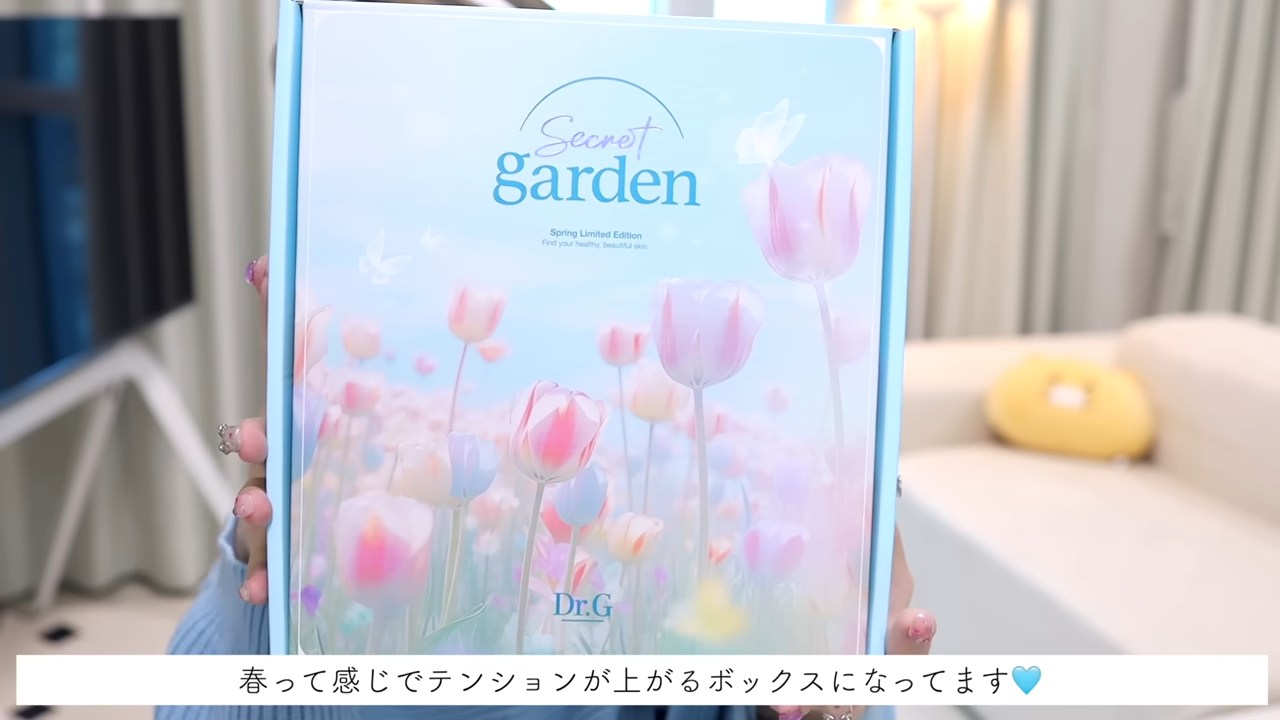 Secret
garden
Spring Limited Edition
Find your healthy, beautiful skin.
Dr.G
春って感じでテンションが上がるボックスになってます🩵